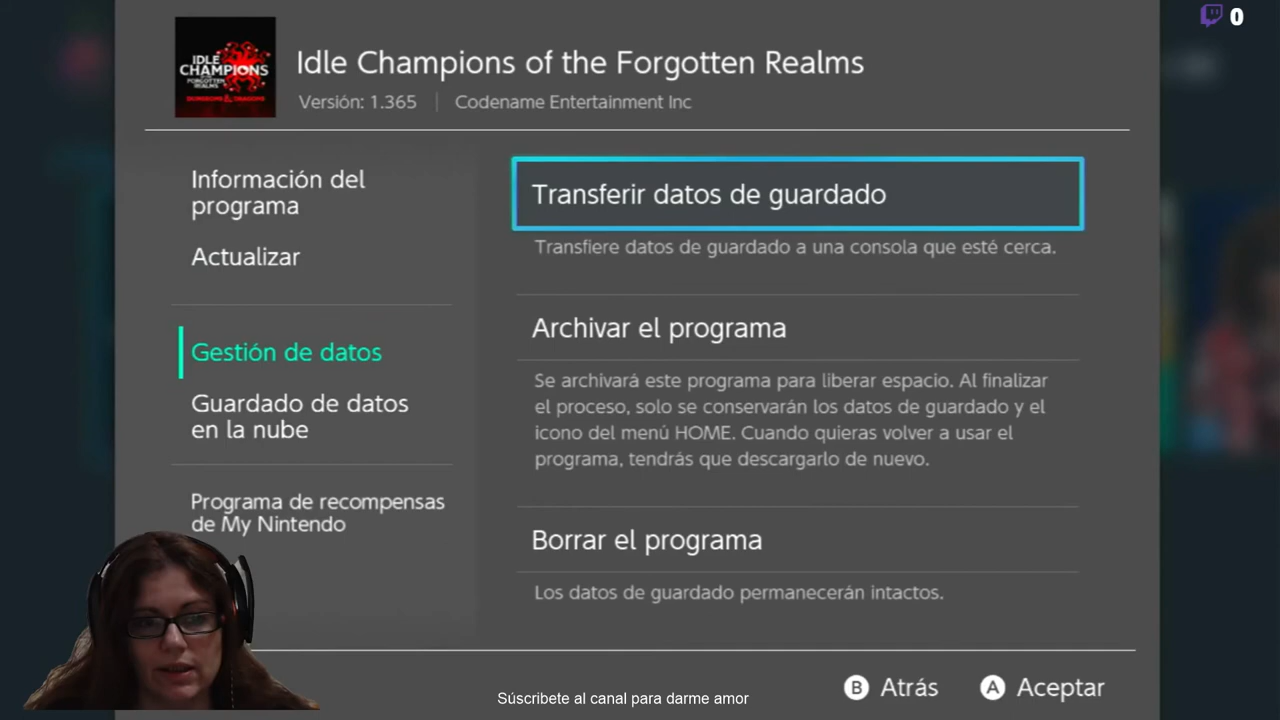 0
IDLE
CHAMPIONS
OF THE
FORGOTTEN REALMS
DUNGEONS & DRAGONS
Idle Champions of the Forgotten Realms
Versión: 1.365
Codename Entertainment Inc
Información del
programa
Actualizar
Gestión de datos
Guardado de datos
en la nube
Programa de recompensas
de My Nintendo
Transferir datos de guardado
Transfiere datos de guardado a una consola que esté cerca.
Archivar el programa
Se archivará este programa para liberar espacio. Al finalizar
el proceso, solo se conservarán los datos de guardado y el
icono del menú HOME. Cuando quieras volver a usar el
programa, tendrás que descargarlo de nuevo.
Borrar el programa
Los datos de guardado permanecerán intactos.
Súscribete al canal para darme amor
B Atrás
A Aceptar